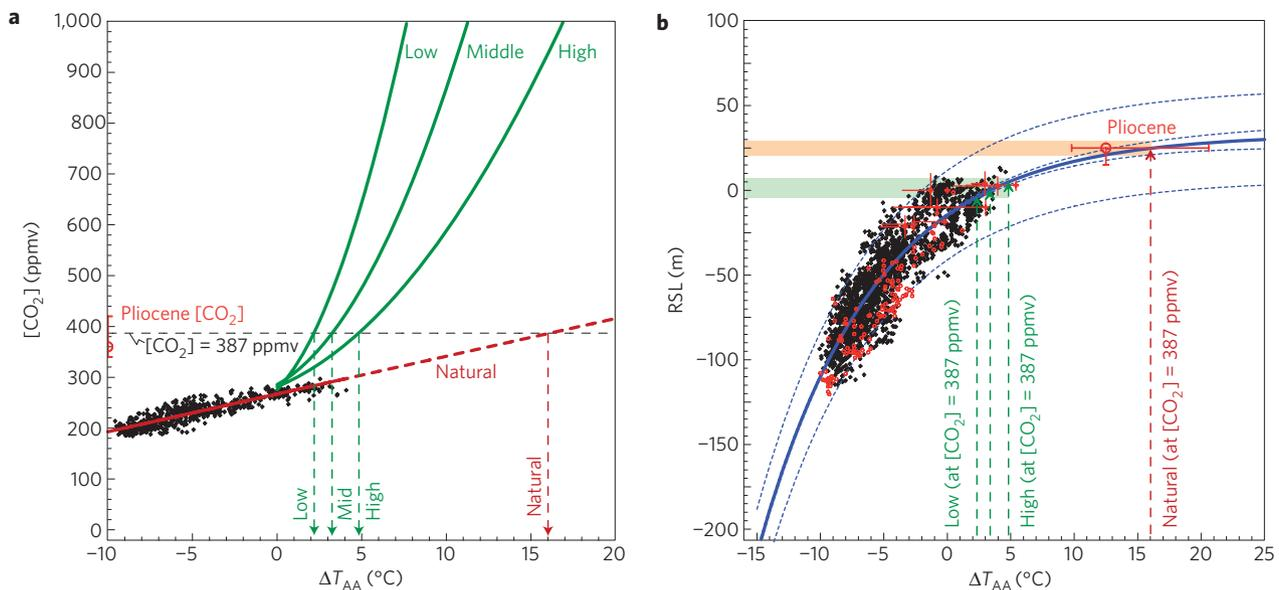 a
1,000
900
800
700
600
500
400
300
200
100
0
[CO2] (ppmv)
Low
Middle
High
Pliocene [CO2]
[CO2] = 387 ppmv
Natural
Low
Mid
High
Natural
−10
−5
0
5
10
15
20
ΔTAA (°C)
b
100
50
0
−50
−100
−150
−200
RSL (m)
Pliocene
Low (at [CO2] = 387 ppmv)
High (at [CO2] = 387 ppmv)
Natural (at [CO2] = 387 ppmv)
−15
−10
−5
0
5
10
15
20
25
ΔTAA (°C)